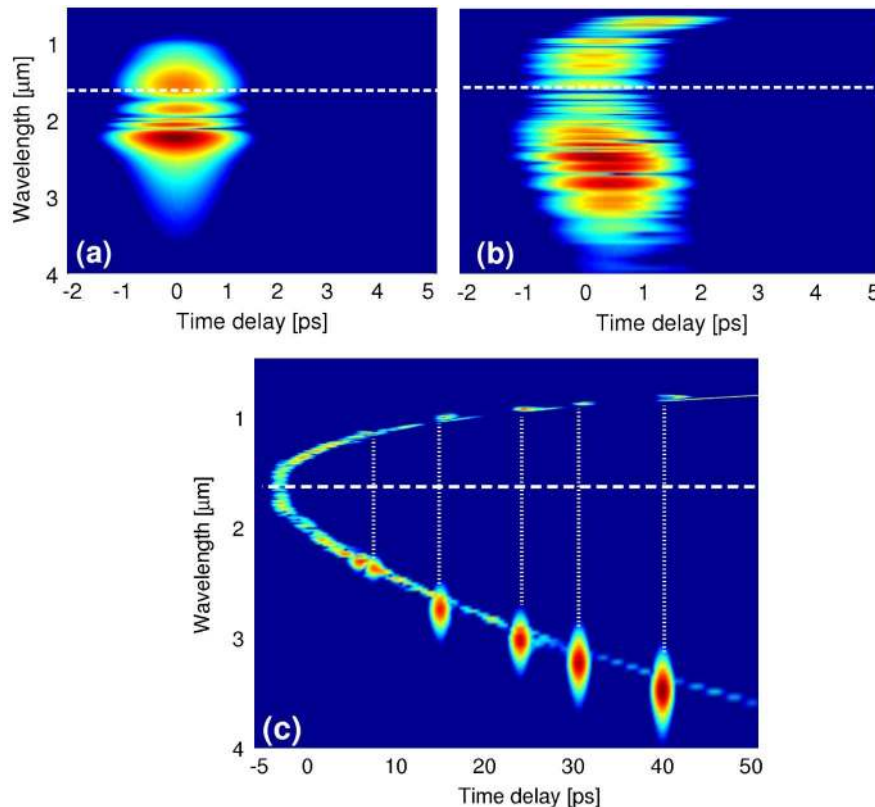 1
2
3
4
Wavelength [μm]
(a)
-2 -1 0 1 2 3 4 5
Time delay [ps]
(b)
-2 -1 0 1 2 3 4 5
Time delay [ps]
1
2
3
4
Wavelength [μm]
(c)
-5 0 10 20 30 40 50
Time delay [ps]